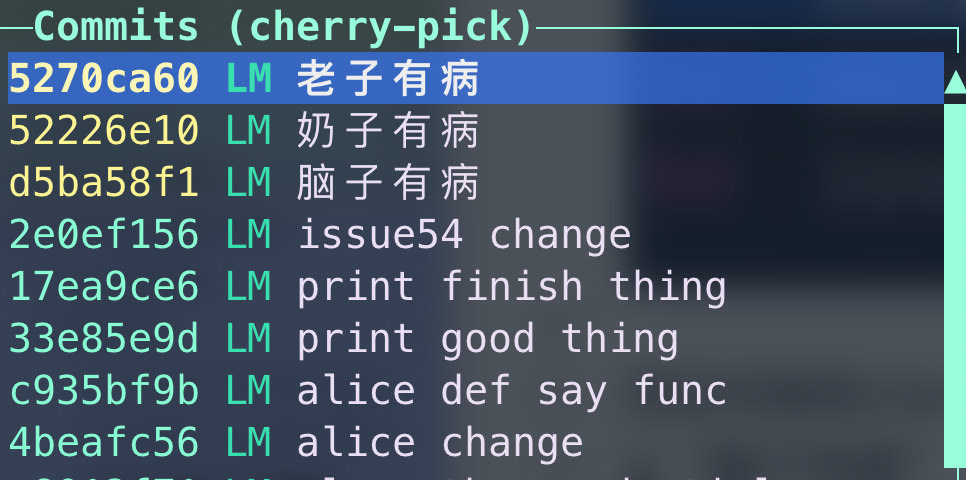 Commits (cherry-pick)
5270ca60 LM 老子有病
52226e10 LM 奶子有病
d5ba58f1 LM 脑子有病
2e0ef156 LM issue54 change
17ea9ce6 LM print finish thing
33e85e9d LM print good thing
c935bf9b LM alice def say func
4beafc56 LM alice change